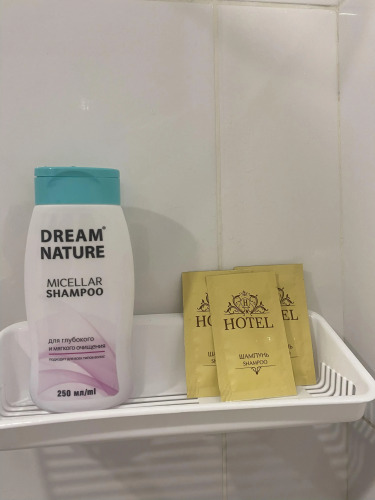 DREAM
NATURE
MICELLAR
SHAMPOO
для глубокого
и мягкого очищения
250 мл/ml
HOTEL
ШАМПУНЬ
SHAMPOO